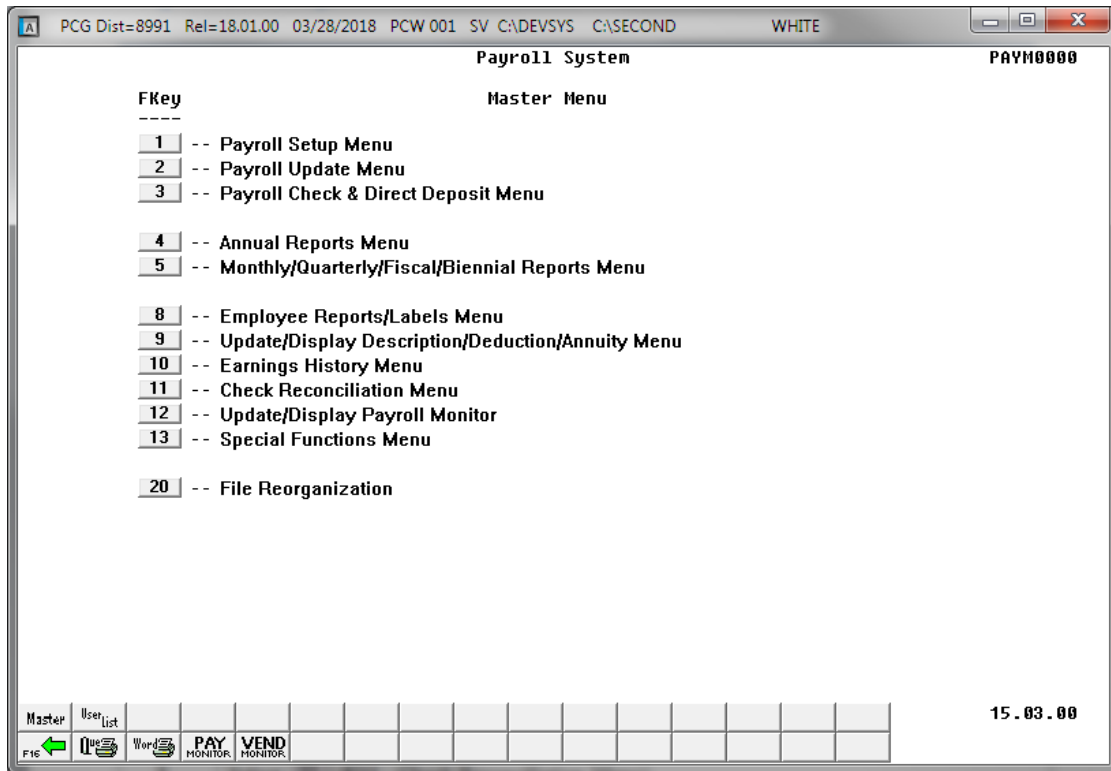 A PCG Dist=8991 Rel=18.01.00 03/28/2018 PCW 001 SV C:\DEVSYS C:\SECOND WHITE
Payroll System PAYM0000
FKey Master Menu
----
1 -- Payroll Setup Menu
2 -- Payroll Update Menu
3 -- Payroll Check & Direct Deposit Menu
4 -- Annual Reports Menu
5 -- Monthly/Quarterly/Fiscal/Biennial Reports Menu
8 -- Employee Reports/Labels Menu
9 -- Update/Display Description/Deduction/Annuity Menu
10 -- Earnings History Menu
11 -- Check Reconciliation Menu
12 -- Update/Display Payroll Monitor
13 -- Special Functions Menu
20 -- File Reorganization
Master User List 15.03.00
F16 Que Word PAY MONITOR VEND MONITOR